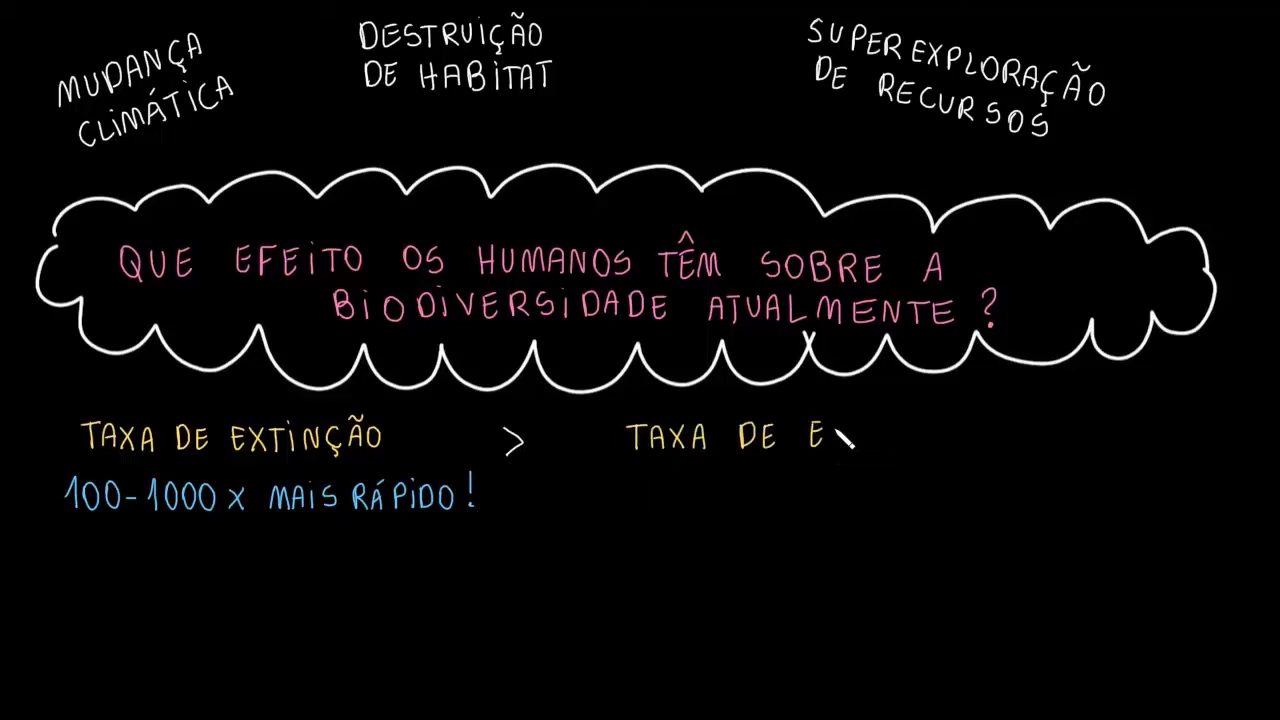 MUDANÇA
CLIMÁTICA
DESTRUIÇÃO
DE HABITAT
SUPEREXPLORAÇÃO
DE RECURSOS
QUE EFEITO OS HUMANOS TÊM SOBRE A
BIODIVERSIDADE ATUALMENTE?
TAXA DE EXTINÇÃO > TAXA DE E
100-1000 X MAIS RÁPIDO!